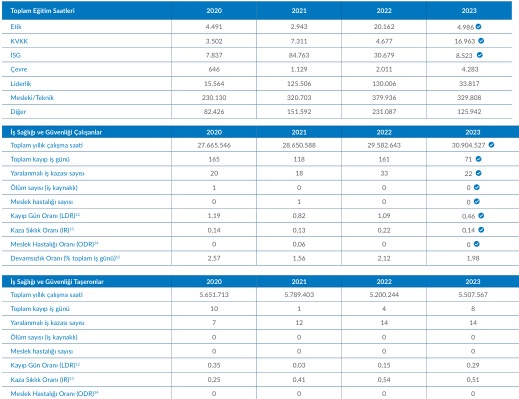 Toplam Eğitim Saatleri 2020 2021 2022 2023
Etik 4.491 2.943 20.162 4.986
KVKK 3.502 7.311 4.677 16.963
İSG 7.837 84.763 30.679 8.523
Çevre 646 1.129 2.011 4.283
Liderlik 15.564 125.506 130.006 33.817
Mesleki/Teknik 230.130 320.703 379.936 329.808
Diğer 82.426 151.592 231.087 125.942
İş Sağlığı ve Güvenliği Çalışanlar 2020 2021 2022 2023
Toplam yıllık çalışma saati 27.665.546 28.650.588 29.582.643 30.904.527
Toplam kayıp iş günü 165 118 161 71
Yaralanmalı iş kazası sayısı 20 18 33 22
Ölüm sayısı (iş kaynaklı) 1 0 0 0
Meslek hastalığı sayısı 0 1 0 0
Kayıp Gün Oranı (LDR)¹² 1,19 0,82 1,09 0,46
Kaza Sıklık Oranı (IR)¹³ 0,14 0,13 0,22 0,14
Meslek Hastalığı Oranı (ODR)¹⁴ 0 0,06 0 0
Devamsızlık Oranı (% toplam iş günü)¹⁵ 2,57 1,56 2,12 1,98
İş Sağlığı ve Güvenliği Taşeronlar 2020 2021 2022 2023
Toplam yıllık çalışma saati 5.651.713 5.789.403 5.200.244 5.507.567
Toplam kayıp iş günü 10 1 4 8
Yaralanmalı iş kazası sayısı 7 12 14 14
Ölüm sayısı (iş kaynaklı) 0 0 0 0
Meslek hastalığı sayısı 0 0 0 0
Kayıp Gün Oranı (LDR)¹² 0,35 0,03 0,15 0,29
Kaza Sıklık Oranı (IR)¹³ 0,25 0,41 0,54 0,51
Meslek Hastalığı Oranı (ODR)¹⁴ 0 0 0 0